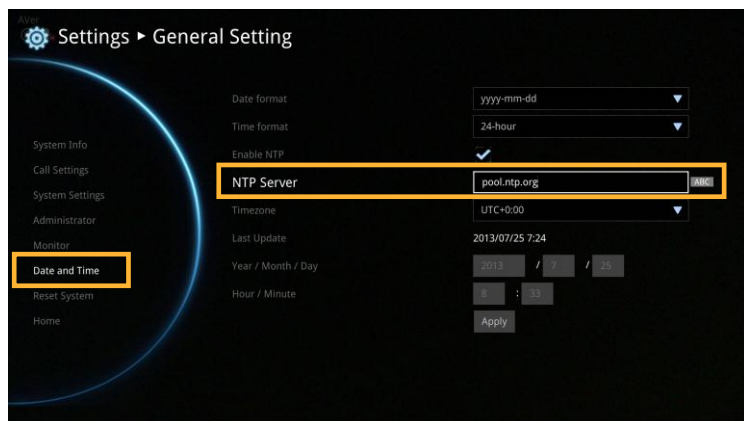 AVer
Settings ▸ General Setting
Date format yyyy-mm-dd
Time format 24-hour
Enable NTP
NTP Server pool.ntp.org ABC
Timezone UTC+0:00
Last Update 2013/07/25 7:24
Year / Month / Day 2013 / 7 / 25
Hour / Minute 8 : 33
Apply
System Info
Call Settings
System Settings
Administrator
Monitor
Date and Time
Reset System
Home